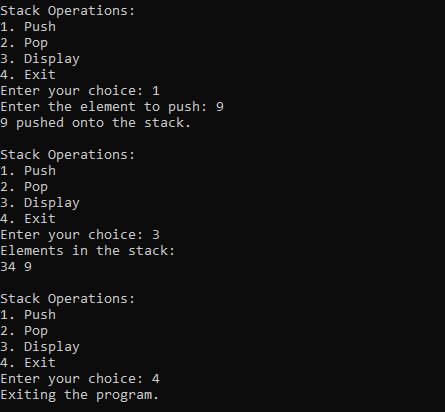 Stack Operations:
1. Push
2. Pop
3. Display
4. Exit
Enter your choice: 1
Enter the element to push: 9
9 pushed onto the stack.
Stack Operations:
1. Push
2. Pop
3. Display
4. Exit
Enter your choice: 3
Elements in the stack:
34 9
Stack Operations:
1. Push
2. Pop
3. Display
4. Exit
Enter your choice: 4
Exiting the program.